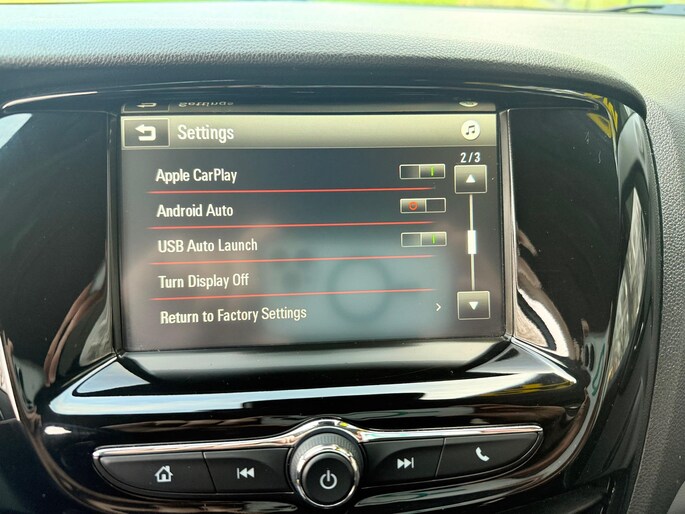 Settings
2/3
Apple CarPlay
Android Auto
USB Auto Launch
Turn Display Off
Return to Factory Settings